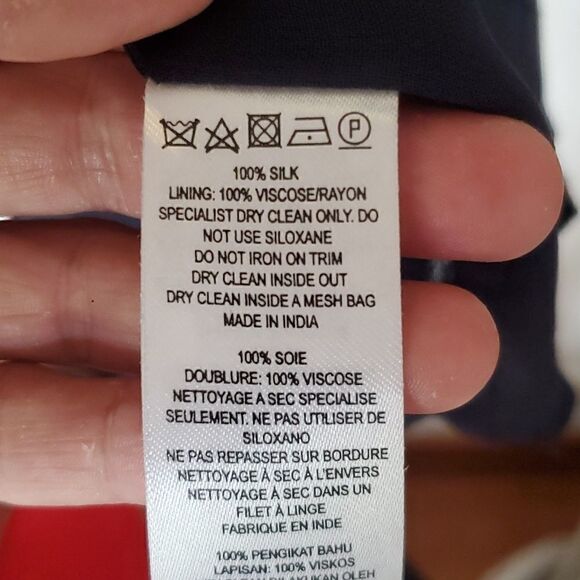 P
100% SILK
LINING: 100% VISCOSE/RAYON
SPECIALIST DRY CLEAN ONLY. DO
NOT USE SILOXANE
DO NOT IRON ON TRIM
DRY CLEAN INSIDE OUT
DRY CLEAN INSIDE A MESH BAG
MADE IN INDIA
100% SOIE
DOUBLURE: 100% VISCOSE
NETTOYAGE A SEC SPECIALISE
SEULEMENT. NE PAS UTILISER DE
SILOXANO
NE PAS REPASSER SUR BORDURE
NETTOYAGE À SEC À L'ENVERS
NETTOYAGE À SEC DANS UN
FILET À LINGE
FABRIQUE EN INDE
100% PENGIKAT BAHU
LAPISAN: 100% VISKOS
DILAKUKAN OLEH